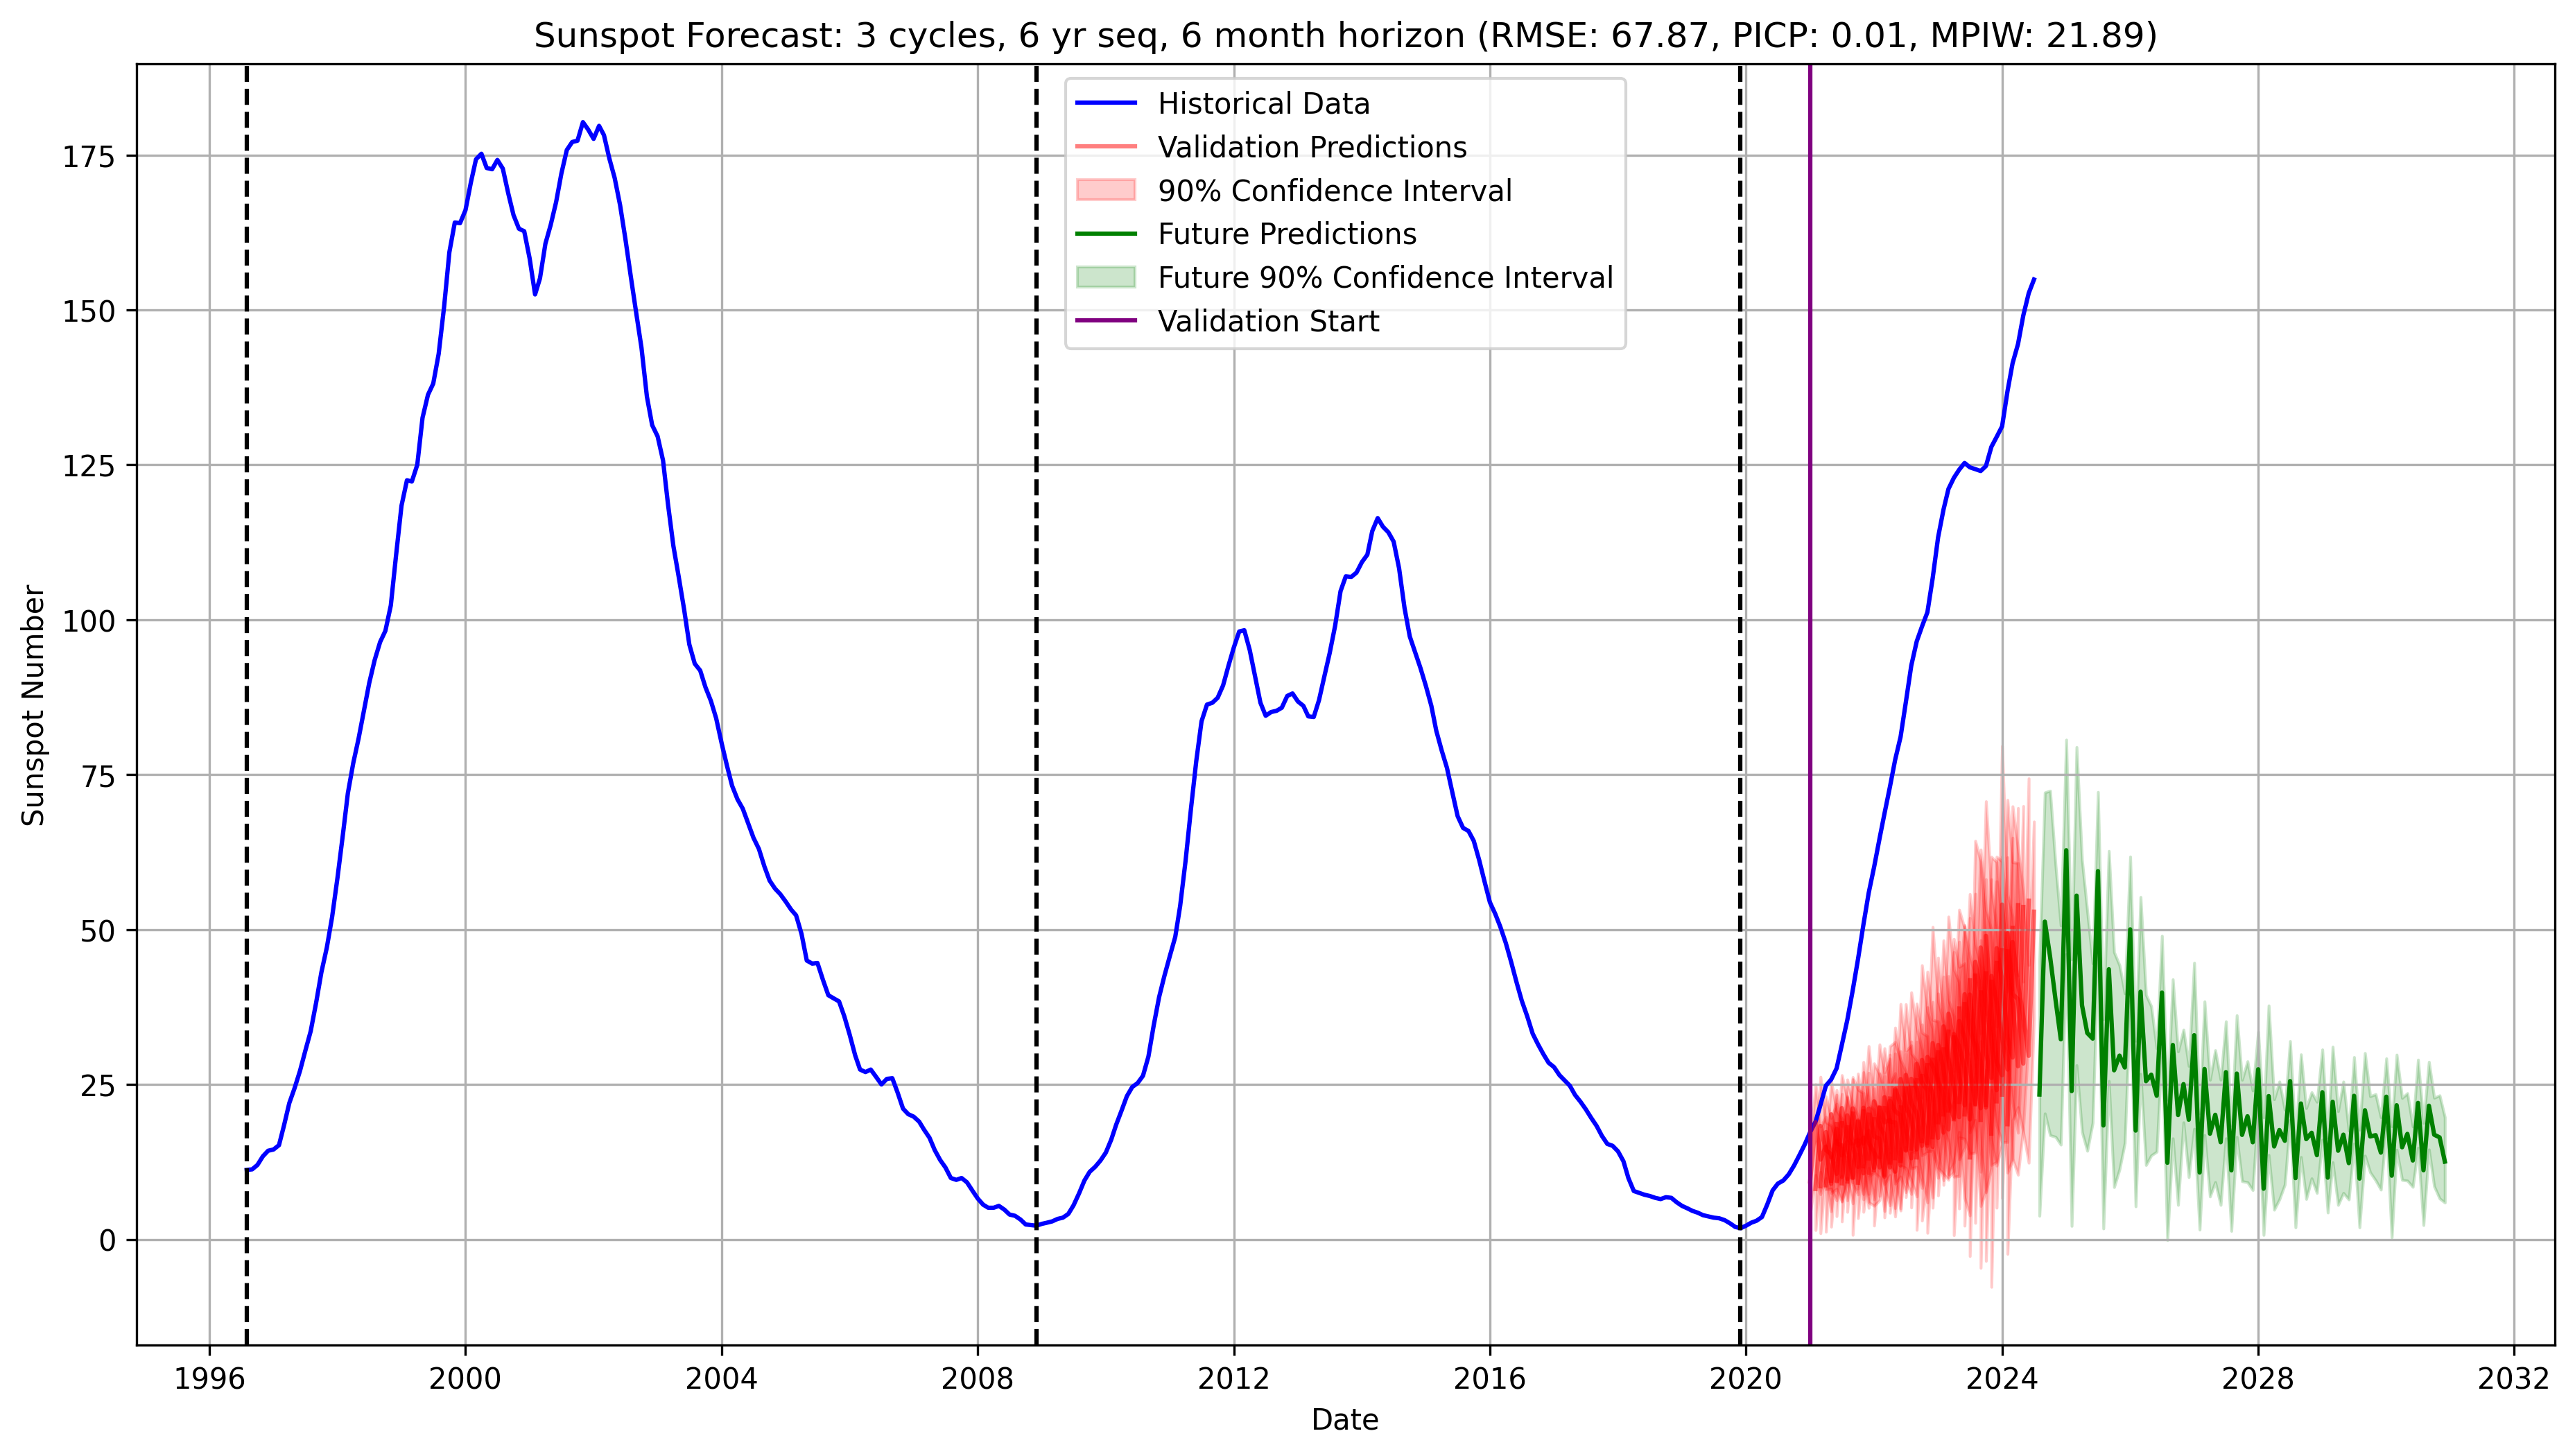 Sunspot Forecast: 3 cycles, 6 yr seq, 6 month horizon (RMSE: 67.87, PICP: 0.01, MPIW: 21.89)
Historical Data
Validation Predictions
90% Confidence Interval
Future Predictions
Future 90% Confidence Interval
Validation Start
Sunspot Number
175
150
125
100
75
50
25
0
1996 2000 2004 2008 2012 2016 2020 2024 2028 2032
Date